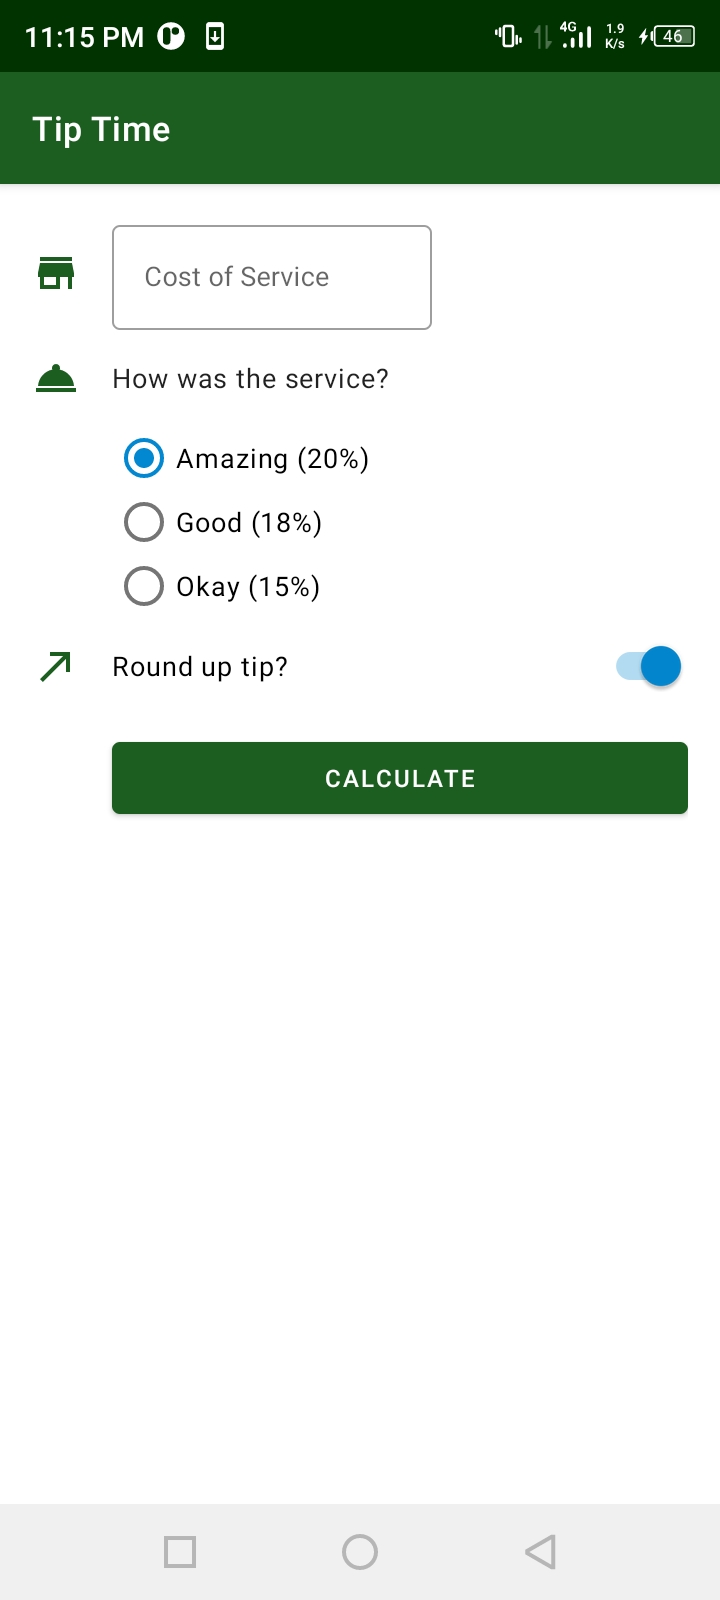 11:15 PM 4G 1.9 K/s 46
Tip Time
Cost of Service
How was the service?
Amazing (20%)
Good (18%)
Okay (15%)
Round up tip?
CALCULATE